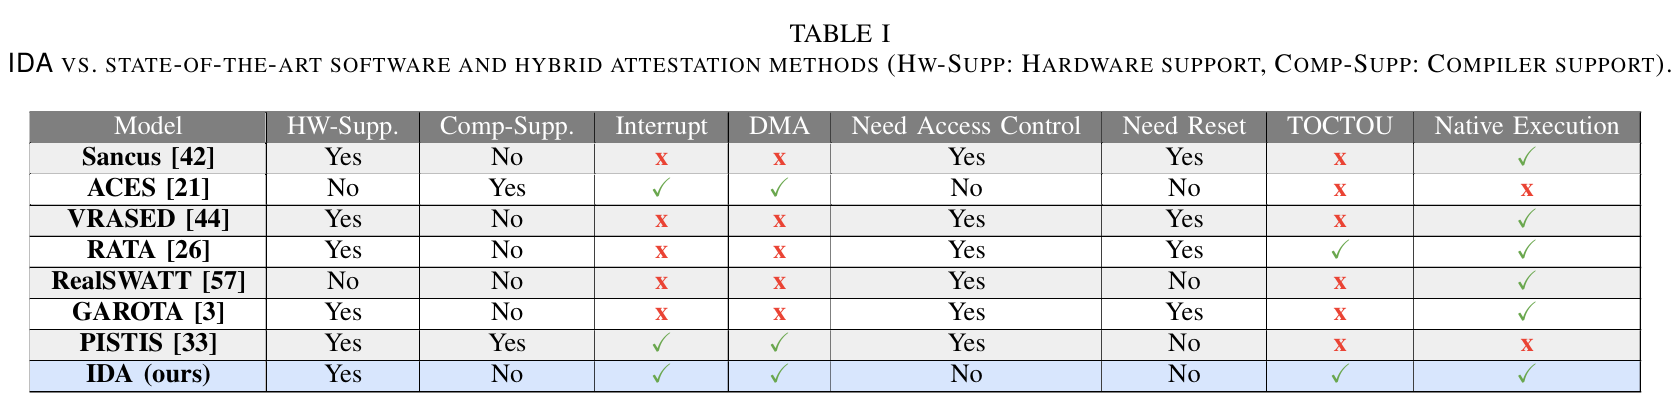 TABLE I
IDA VS. STATE-OF-THE-ART SOFTWARE AND HYBRID ATTESTATION METHODS (HW-SUPP: HARDWARE SUPPORT, COMP-SUPP: COMPILER SUPPORT).
Model HW-Supp. Comp-Supp. Interrupt DMA Need Access Control Need Reset TOCTOU Native Execution
Sancus [42] Yes No x x Yes Yes x ✓
ACES [21] No Yes ✓ ✓ No No x x
VRASED [44] Yes No x x Yes Yes x ✓
RATA [26] Yes No x x Yes Yes ✓ ✓
RealSWATT [57] No No x x Yes No x ✓
GAROTA [3] Yes No x x Yes Yes x ✓
PISTIS [33] Yes Yes ✓ ✓ Yes No x x
IDA (ours) Yes No ✓ ✓ No No ✓ ✓